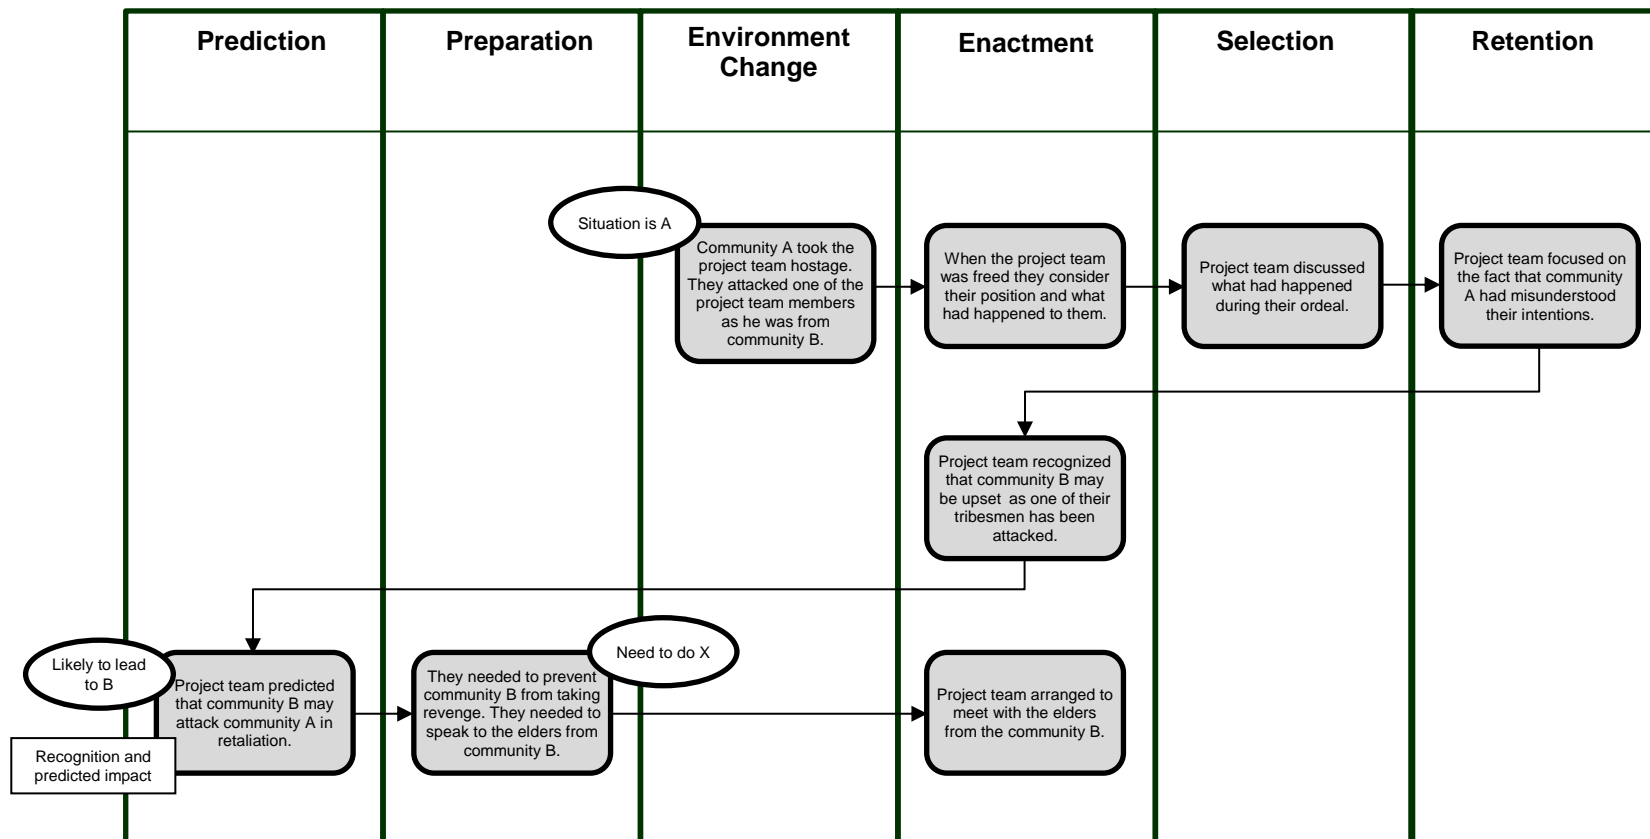 Prediction
Preparation
Environment
Change
Enactment
Selection
Retention
Situation is A
Community A took the
project team hostage.
They attacked one of the
project team members
as he was from
community B.
When the project team
was freed they consider
their position and what
had happened to them.
Project team discussed
what had happened
during their ordeal.
Project team focused on
the fact that community
A had misunderstood
their intentions.
Project team recognized
that community B may
be upset as one of their
tribesmen has been
attacked.
Likely to lead
to B
Project team predicted
that community B may
attack community A in
retaliation.
Recognition and
predicted impact
Need to do X
They needed to prevent
community B from taking
revenge. They needed to
speak to the elders from
community B.
Project team arranged to
meet with the elders
from the community B.